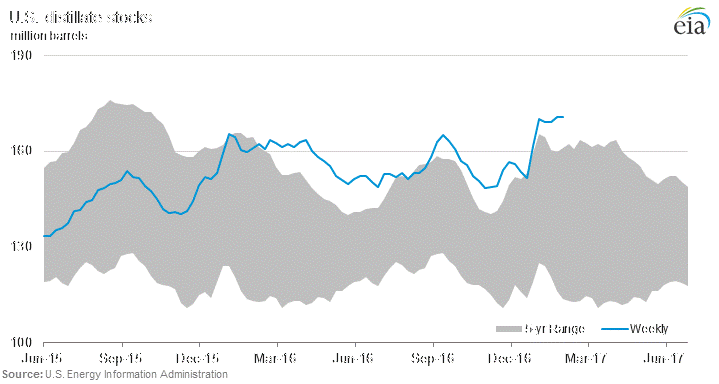 U.S. distillate stocks
million barrels
eia
190
160
130
100
5-yr Range
Weekly
Jun-15
Sep-15
Dec-15
Mar-16
Jun-16
Sep-16
Dec-16
Mar-17
Jun-17
Source: U.S. Energy Information Administration